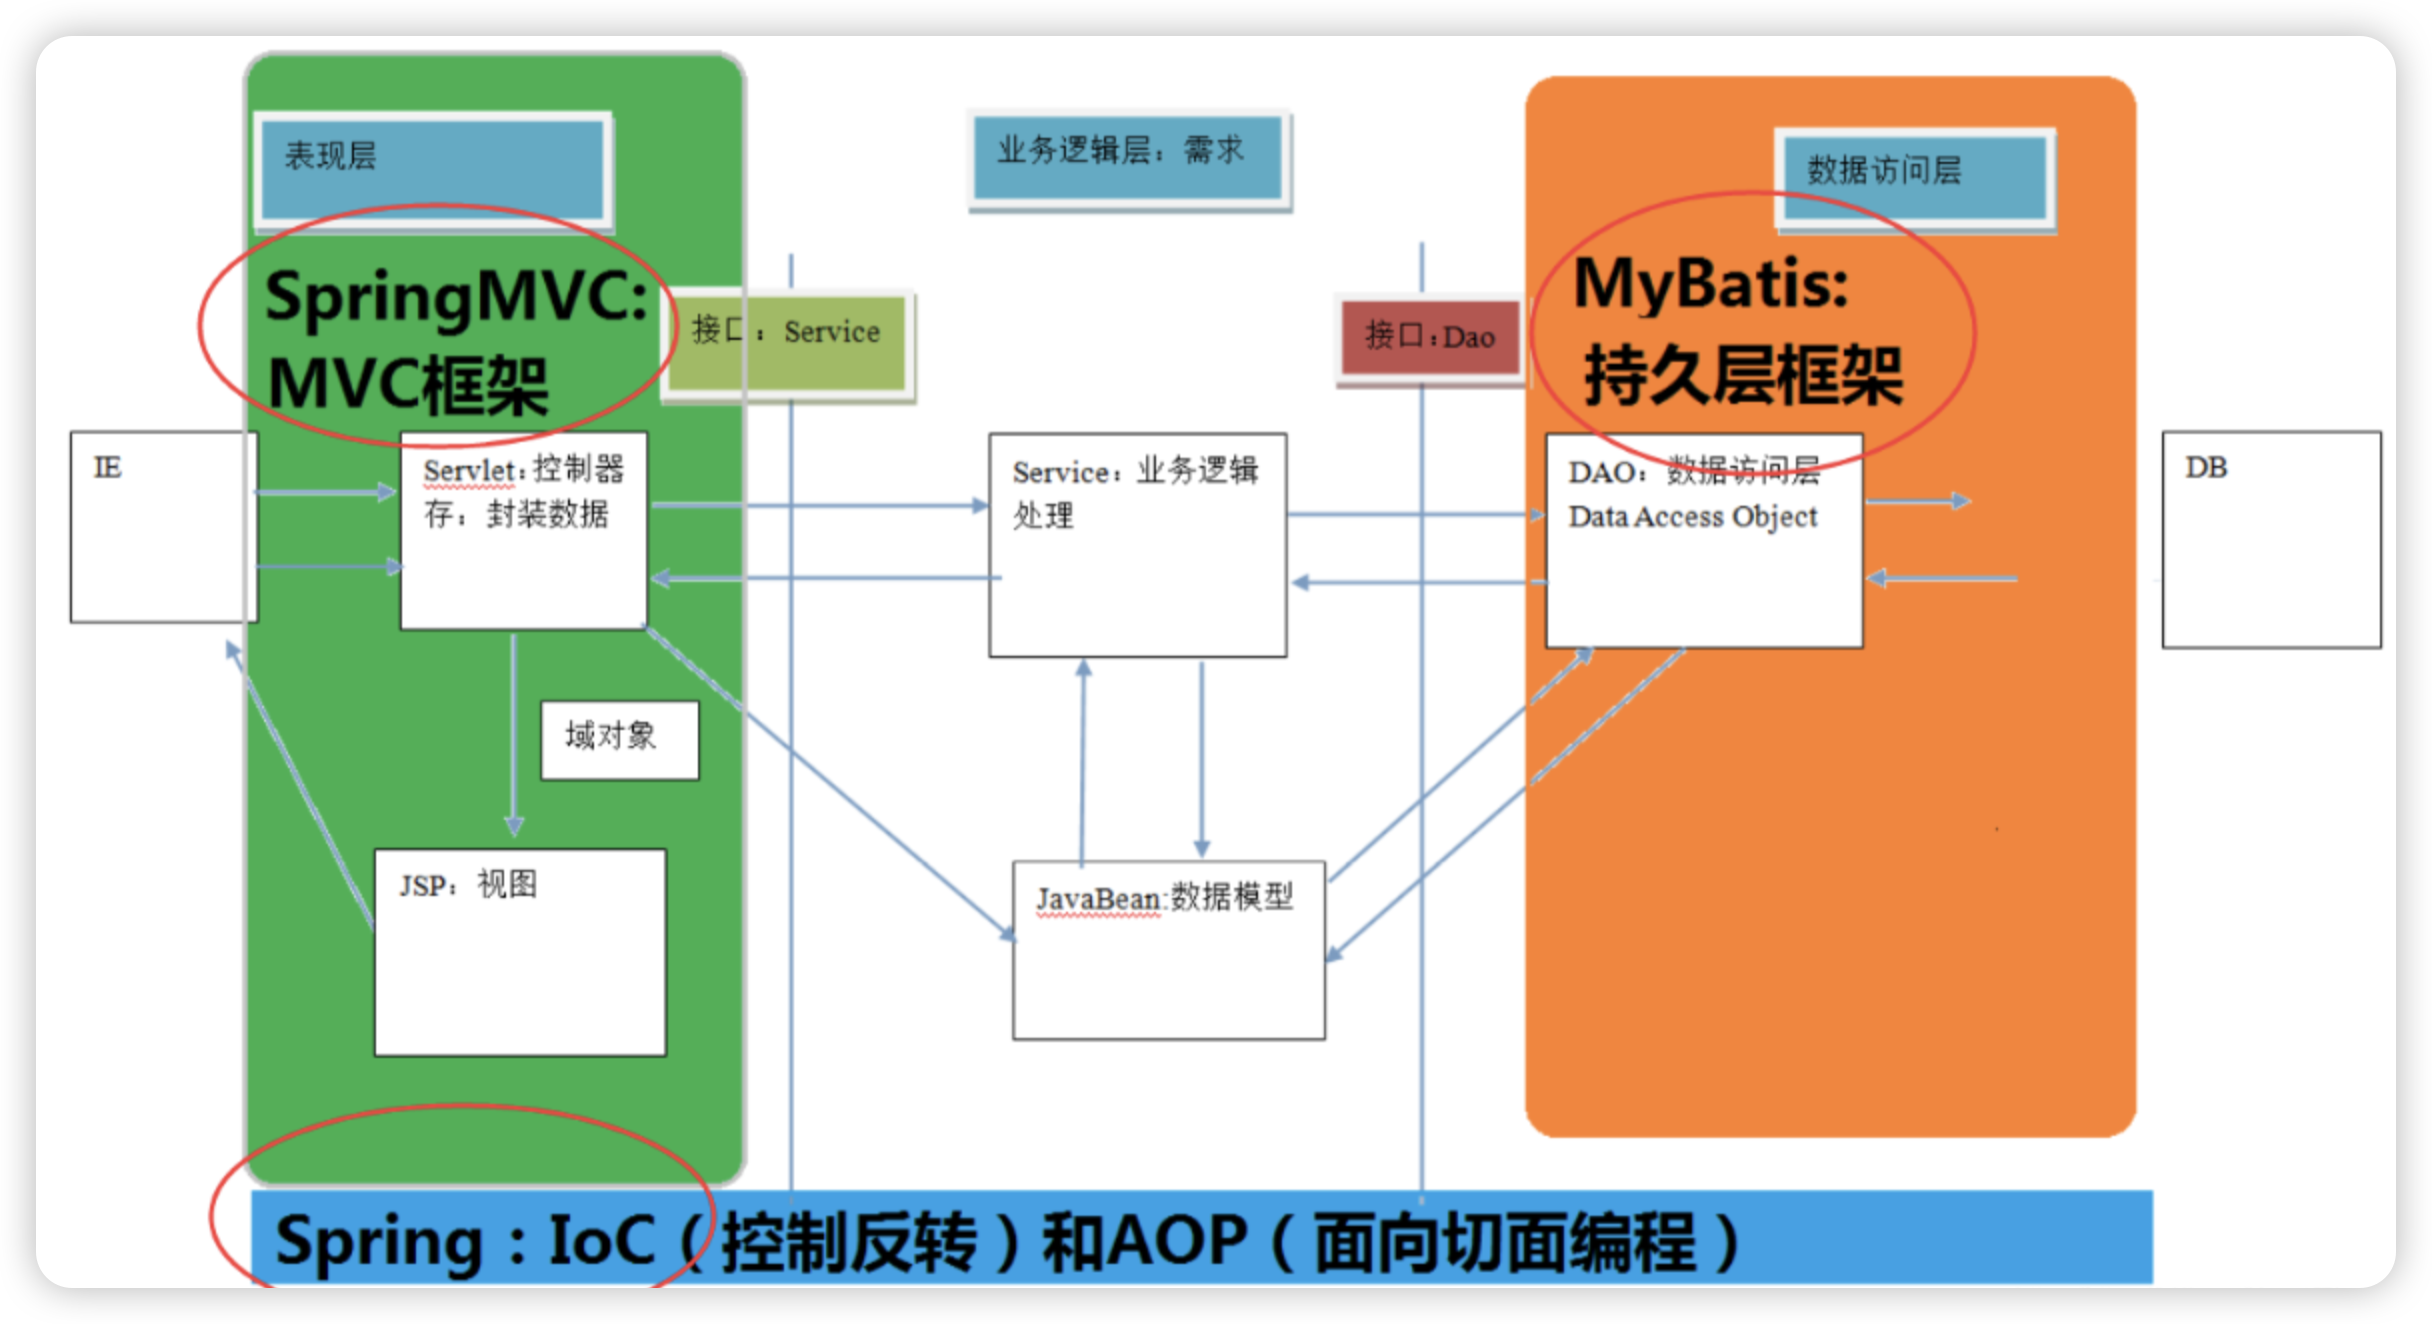 表现层
业务逻辑层：需求
数据访问层
SpringMVC:
MVC框架
接口：Service
接口:Dao
MyBatis:
持久层框架
IE
Servlet:控制器
存：封装数据
Service：业务逻辑
处理
DAO：数据访问层
Data Access Object
DB
域对象
JSP：视图
JavaBean:数据模型
Spring：IoC（控制反转）和AOP（面向切面编程）